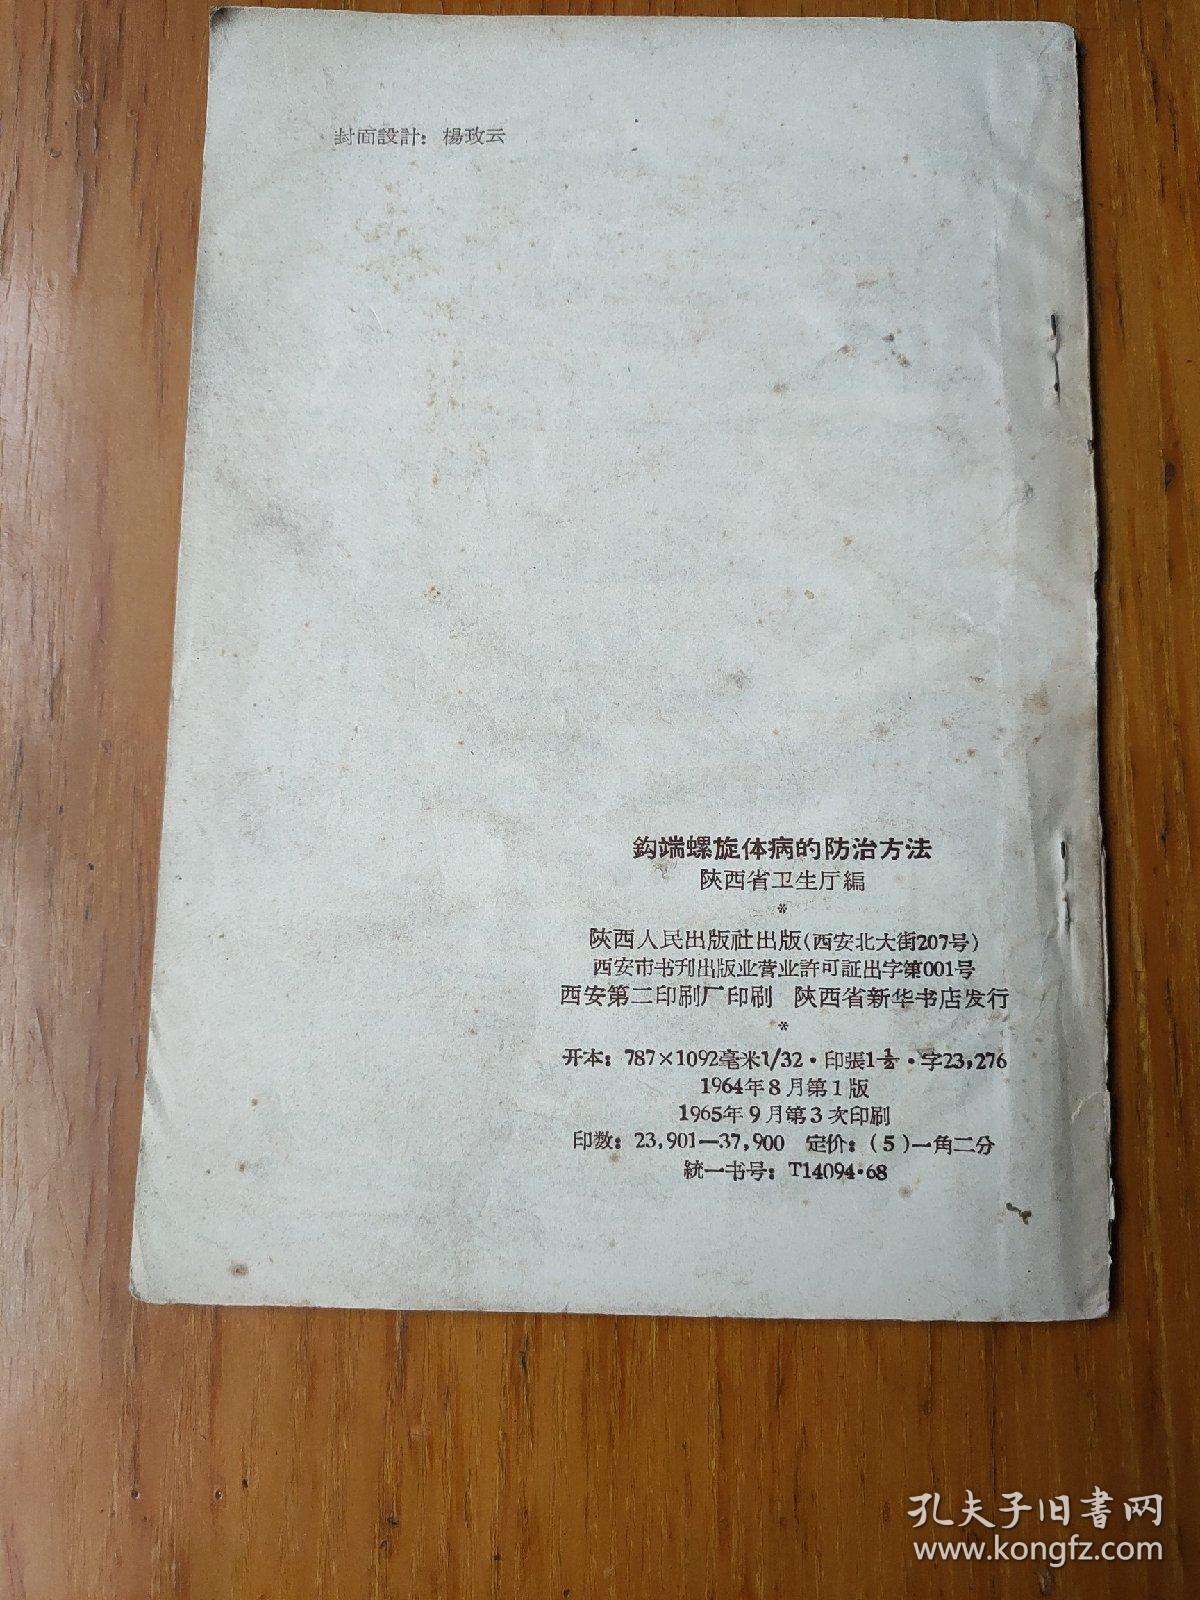 封面設計：楊玫云
鈎端螺旋体病的防治方法
陝西省卫生厅編
*
陝西人民出版社出版（西安北大街207号）
西安市书刊出版业营业許可証出字第001号
西安第二印刷厂印刷 陝西省新华书店发行
*
开本：787×1092毫米1/32·印張1½·字23,276
1964年8月第1版
1965年9月第3次印刷
印数：23,901—37,900 定价：(5)一角二分
統一书号：T14094·68
孔夫子旧書网
www.kongfz.com